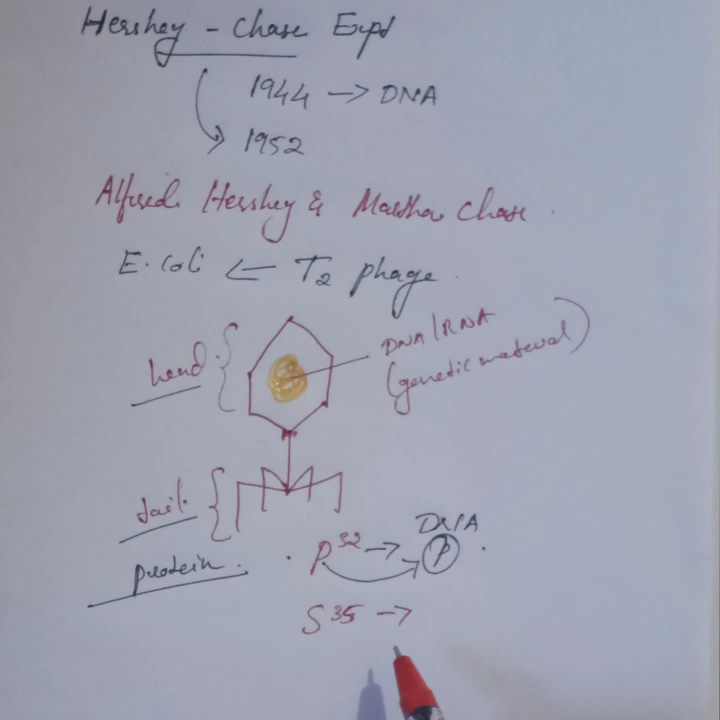 Hershey - Chase Expt
1944 → DNA
1952
Alfred Hershey & Martha Chase.
E. coli ← T2 phage.
head
DNA/RNA
(genetic material)
tail
protein.
DNA
P32 → P.
S35 →